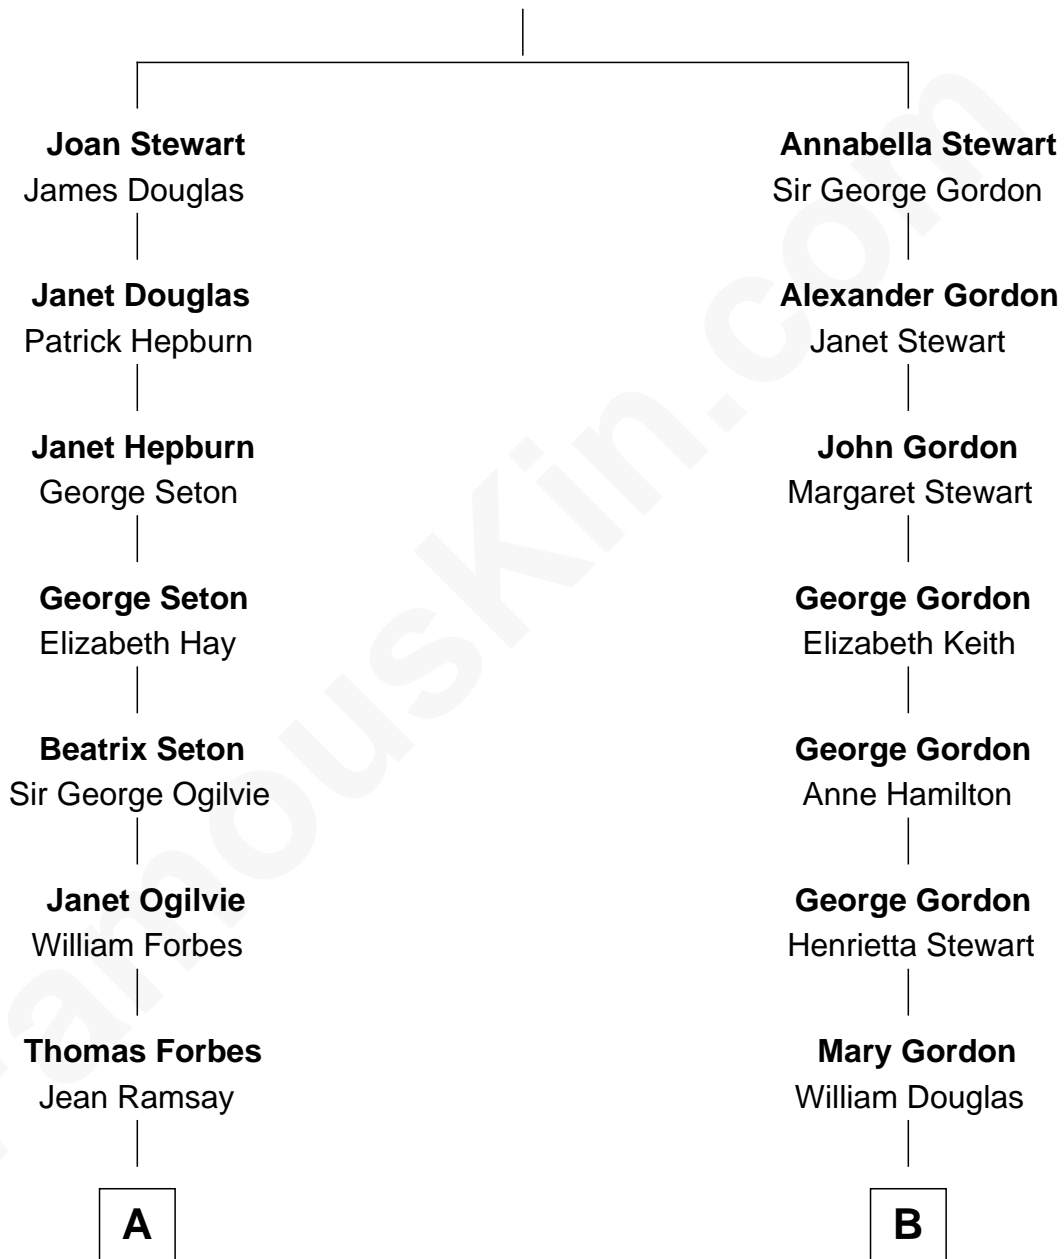 Joan Stewart
James Douglas
Annabella Stewart
Sir George Gordon
Janet Douglas
Patrick Hepburn
Alexander Gordon
Janet Stewart
Janet Hepburn
George Seton
John Gordon
Margaret Stewart
George Seton
Elizabeth Hay
George Gordon
Elizabeth Keith
Beatrix Seton
Sir George Ogilvie
George Gordon
Anne Hamilton
Janet Ogilvie
William Forbes
George Gordon
Henrietta Stewart
Thomas Forbes
Jean Ramsay
Mary Gordon
William Douglas
A
B
FamousKin.com